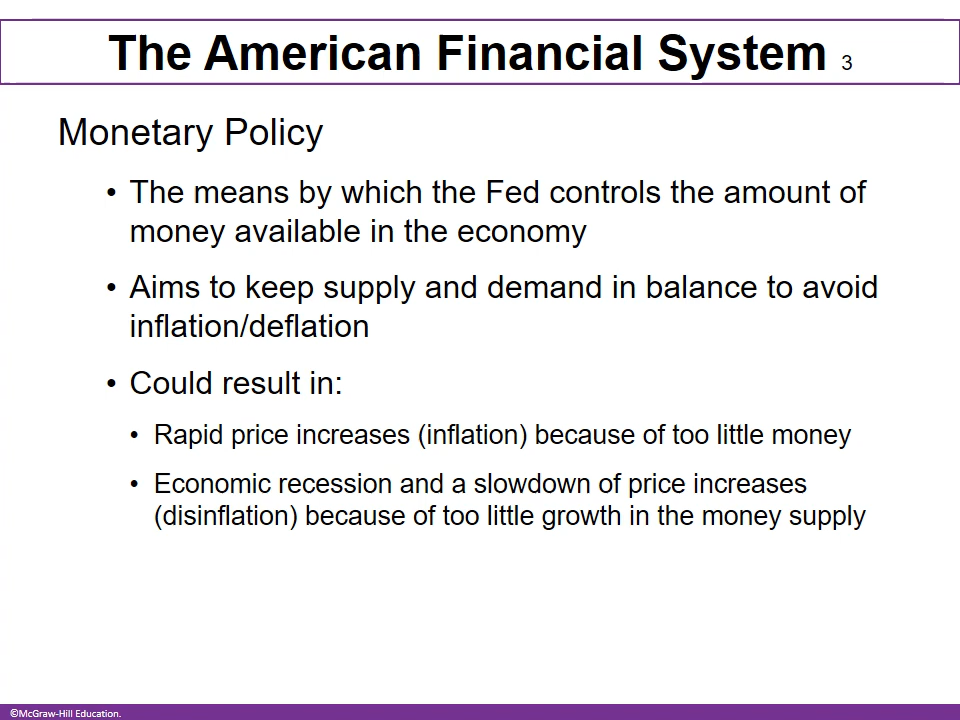 The American Financial System 3
Monetary Policy
• The means by which the Fed controls the amount of
money available in the economy
• Aims to keep supply and demand in balance to avoid
inflation/deflation
• Could result in:
• Rapid price increases (inflation) because of too little money
• Economic recession and a slowdown of price increases
(disinflation) because of too little growth in the money supply
©McGraw-Hill Education.